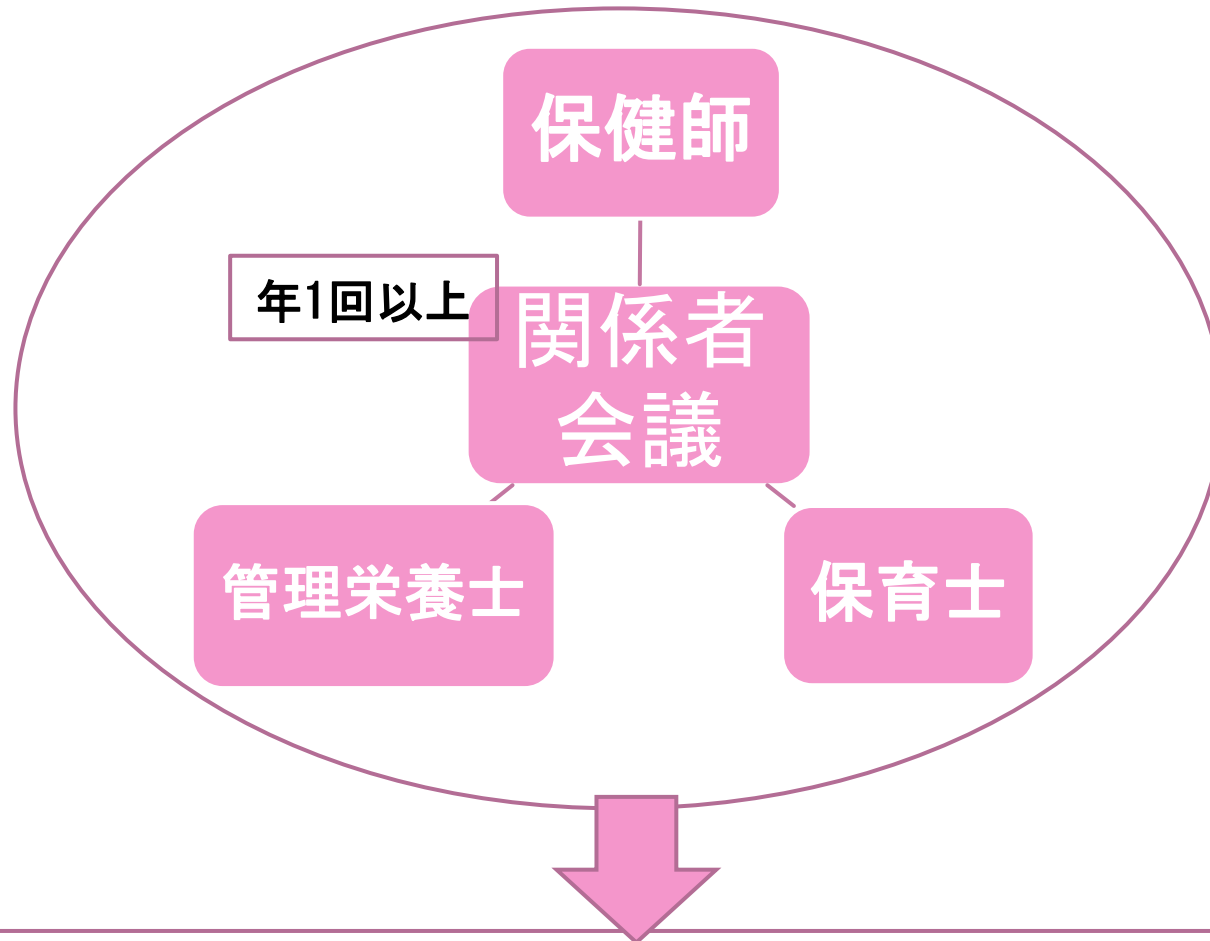 保健師
年1回以上
関係者
会議
管理栄養士
保育士